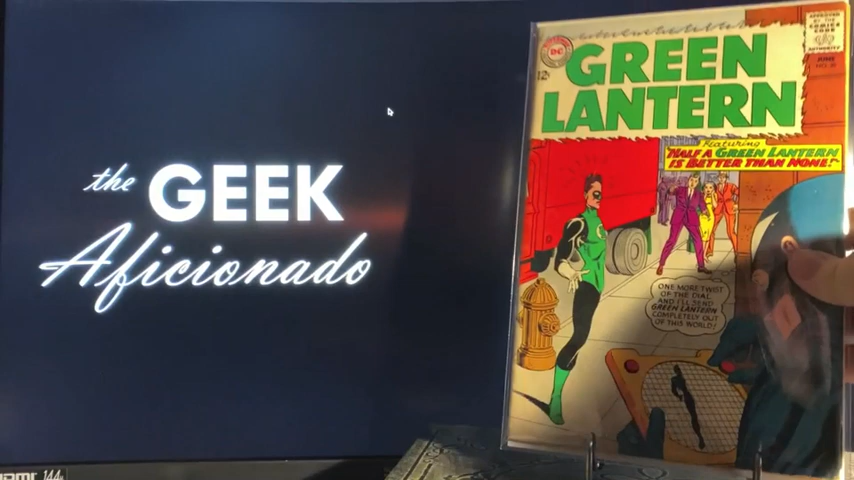 the GEEK
Aficionado
HDMI 144
DC
12¢
GREEN
LANTERN
APPROVED
BY THE
COMICS
CODE
AUTHORITY
JUNE
Featuring
"HALF A GREEN LANTERN
IS BETTER THAN NONE!"
ONE MORE TWIST
OF THE DIAL
AND I'LL SEND
GREEN LANTERN
COMPLETELY OUT
OF THIS WORLD!